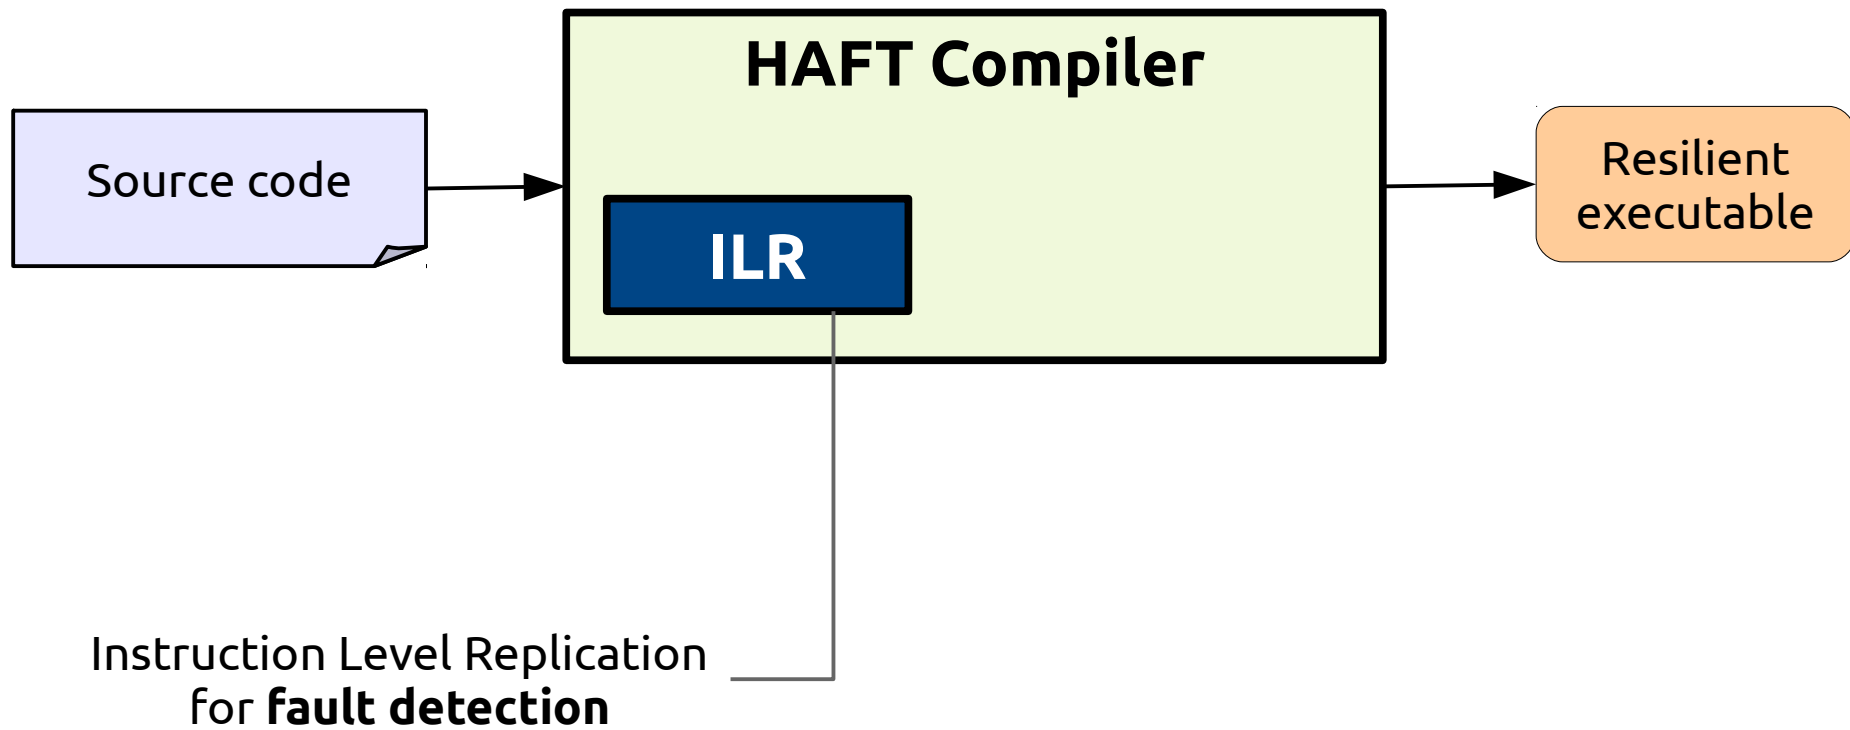 HAFT Compiler
Source code
Resilient
executable
ILR
Instruction Level Replication
for fault detection